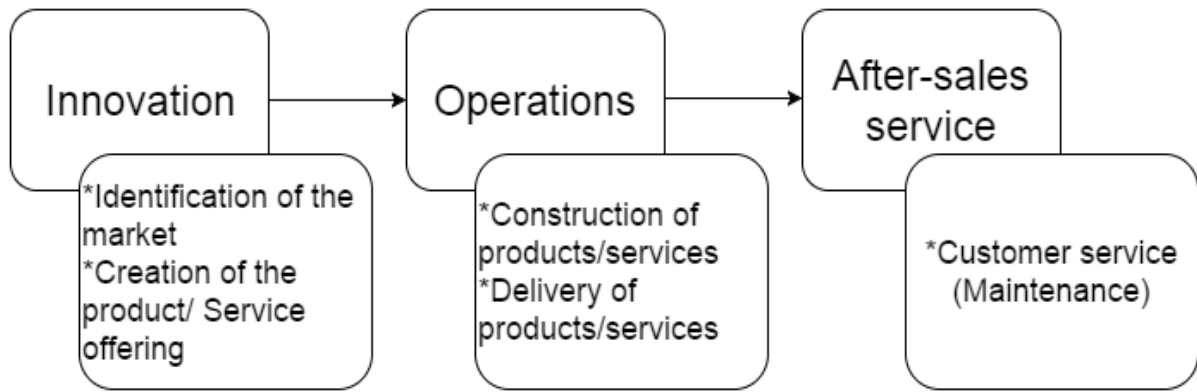 Innovation
*Identification of the
market
*Creation of the
product/ Service
offering
Operations
*Construction of
products/services
*Delivery of
products/services
After-sales
service
*Customer service
(Maintenance)